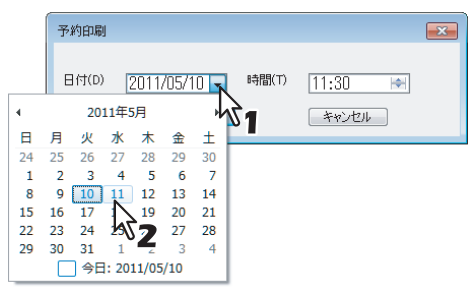 予約印刷
日付(D) 2011/05/10 時間(T) 11:30
キャンセル
1
2011年5月
日 月 火 水 木 金 土
24 25 26 27 28 29 30
1 2 3 4 5 6 7
8 9 10 11 12 13 14
15 16 17 19 20 21
22 23 24 25 27 28
2
29 30 31 1 2 3 4
今日: 2011/05/10